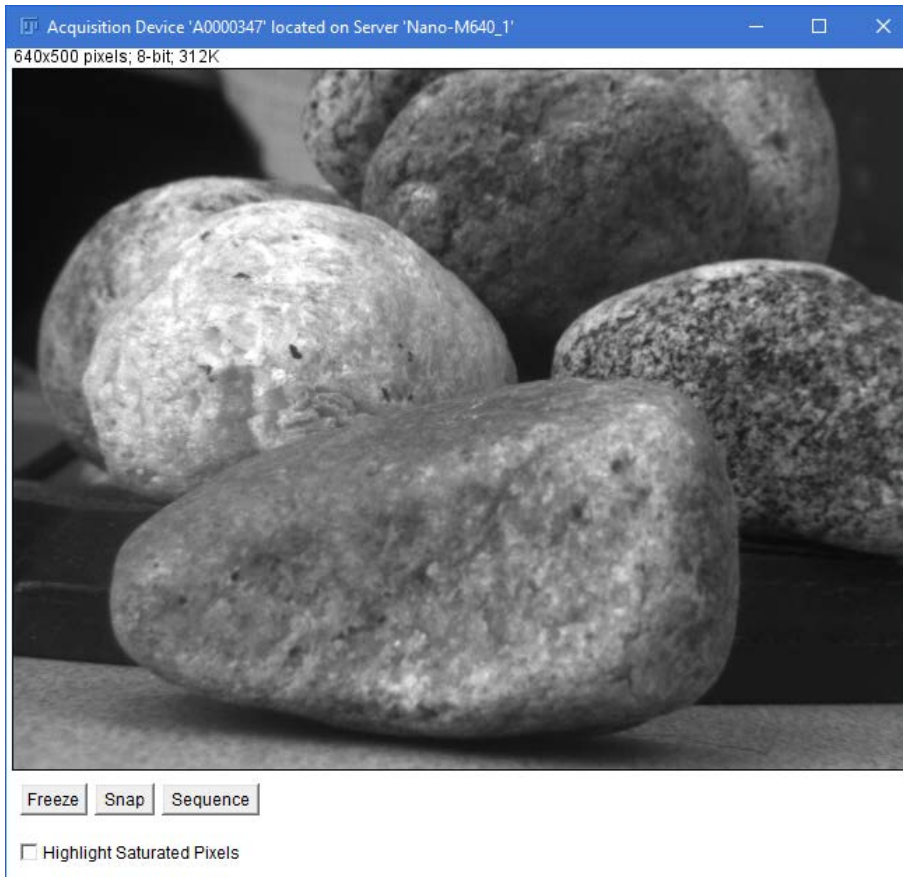 Acquisition Device 'A0000347' located on Server 'Nano-M640_1'
640x500 pixels; 8-bit; 312K
Freeze Snap Sequence
Highlight Saturated Pixels